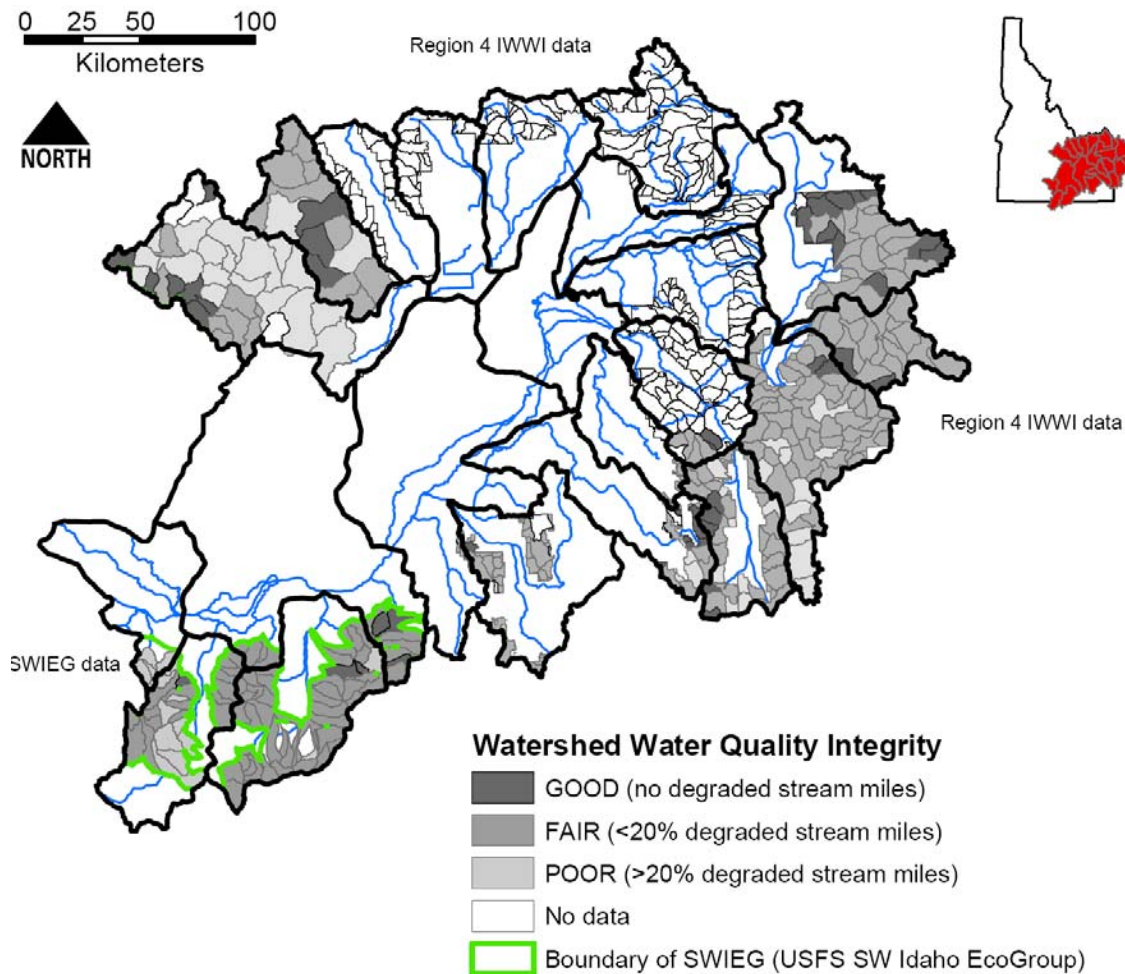 0 50 100
Kilometers
Region 4 IWWI data
NORTH
Region 4 IWWI data
SWIEG data
Watershed Water Quality Integrity
GOOD (no degraded stream miles)
FAIR (<20% degraded stream miles)
POOR (>20% degraded stream miles)
No data
Boundary of SWIEG (USFS SW Idaho EcoGroup)